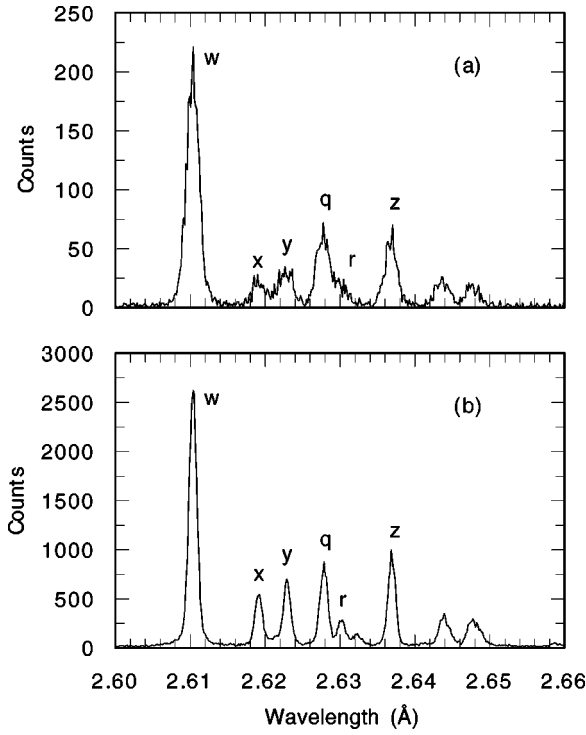 250
200
150
100
50
0
Counts
(a)
w
x
y
q
r
z
3000
2500
2000
1500
1000
500
0
Counts
(b)
w
x
y
q
r
z
2.60 2.61 2.62 2.63 2.64 2.65 2.66
Wavelength (Å)